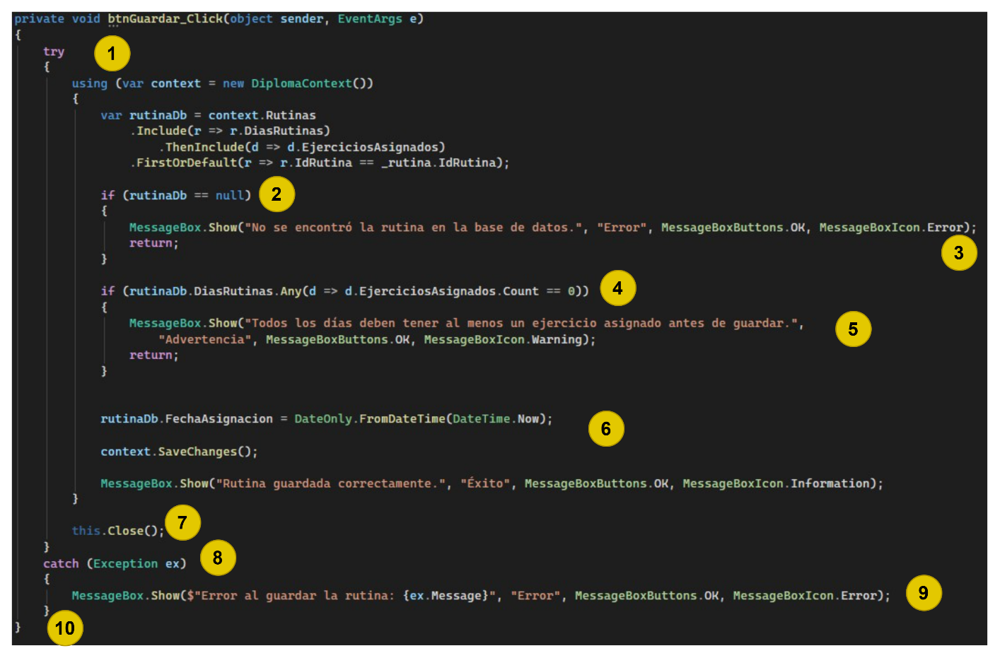 private void btnGuardar_Click(object sender, EventArgs e)
{
try 1
{
using (var context = new DiplomaContext())
{
var rutinaDb = context.Rutinas
.Include(r => r.DiasRutinas)
.ThenInclude(d => d.EjerciciosAsignados)
.FirstOrDefault(r => r.IdRutina == _rutina.IdRutina);
if (rutinaDb == null) 2
{
MessageBox.Show("No se encontró la rutina en la base de datos.", "Error", MessageBoxButtons.OK, MessageBoxIcon.Error);
return; 3
}
if (rutinaDb.DiasRutinas.Any(d => d.EjerciciosAsignados.Count == 0)) 4
{
MessageBox.Show("Todos los días deben tener al menos un ejercicio asignado antes de guardar.", 5
"Advertencia", MessageBoxButtons.OK, MessageBoxIcon.Warning);
return;
}
rutinaDb.FechaAsignacion = DateOnly.FromDateTime(DateTime.Now); 6
context.SaveChanges();
MessageBox.Show("Rutina guardada correctamente.", "Éxito", MessageBoxButtons.OK, MessageBoxIcon.Information);
}
this.Close(); 7
}
catch (Exception ex) 8
{
MessageBox.Show($"Error al guardar la rutina: {ex.Message}", "Error", MessageBoxButtons.OK, MessageBoxIcon.Error); 9
}
} 10